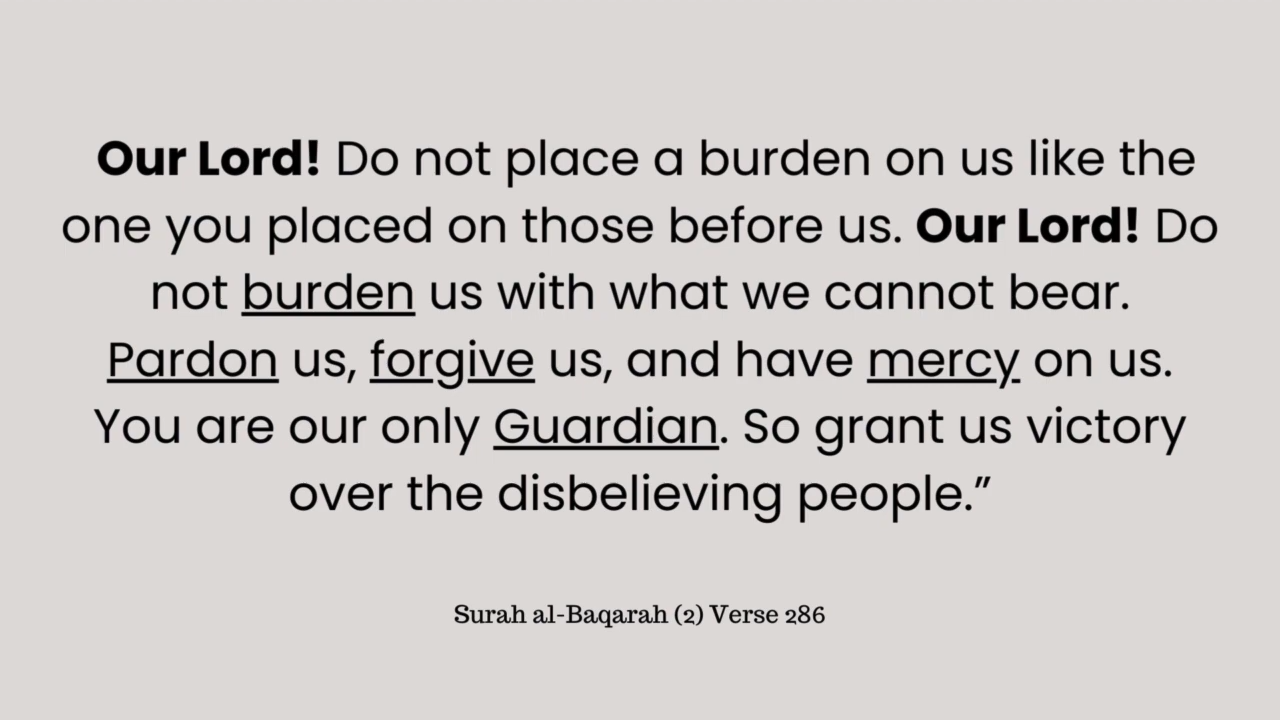 Our Lord! Do not place a burden on us like the
one you placed on those before us. Our Lord! Do
not burden us with what we cannot bear.
Pardon us, forgive us, and have mercy on us.
You are our only Guardian. So grant us victory
over the disbelieving people.”
Surah al-Baqarah (2) Verse 286